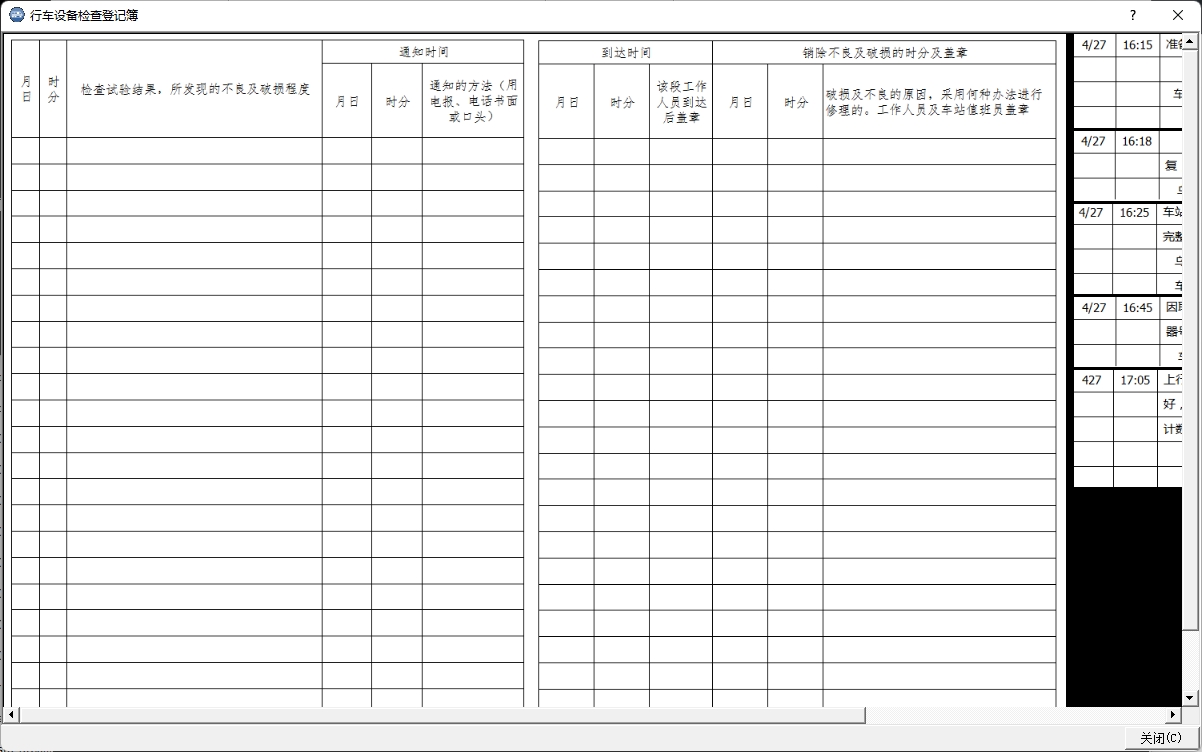 行车设备检查登记簿
?
月日
时分
检查试验结果，所发现的不良及破损程度
通知时间
月日
时分
通知的方法（用
电报、电话书面
或口头）
到达时间
月日
时分
该段工作
人员到达
后盖章
销除不良及破损的时分及盖章
月日
时分
破损及不良的原因，采用何种办法进行
修理的。工作人员及车站值班员盖章
4/27 16:15 准
车
4/27 16:18
复
4/27 16:25 车站
完整
乌
车
4/27 16:45 因
器
427 17:05 上行
好，
计数
关闭(C)